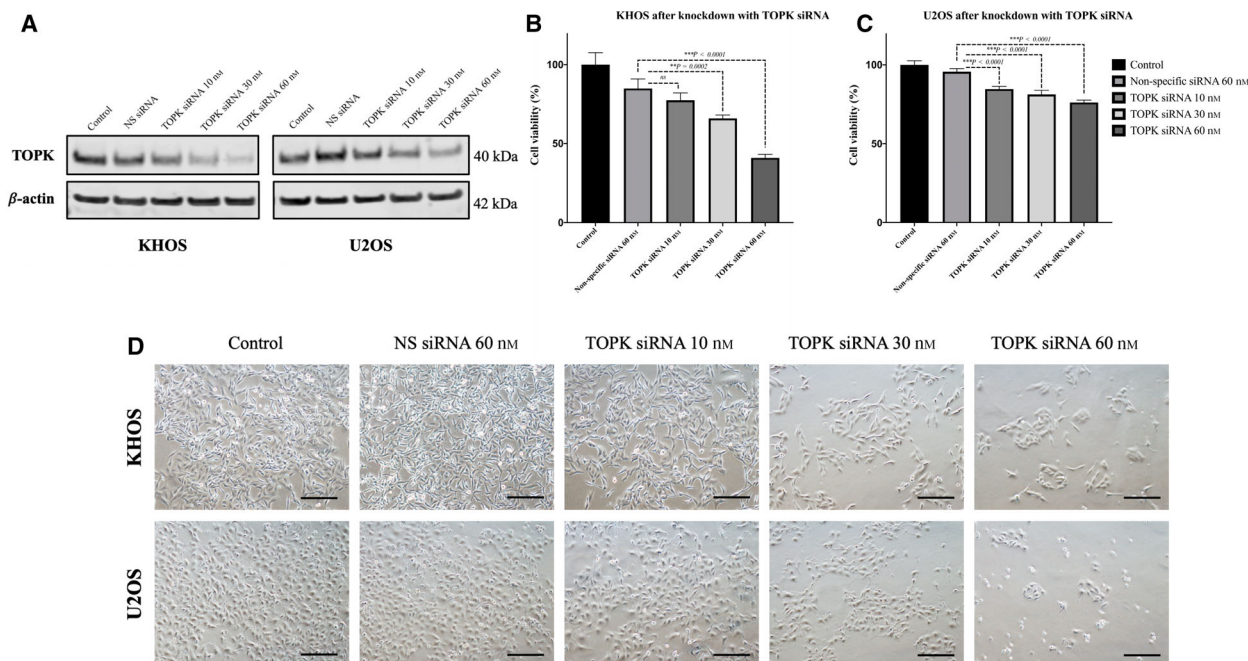 A
Control
NS siRNA
TOPK siRNA 10 nM
TOPK siRNA 30 nM
TOPK siRNA 60 nM
Control
NS siRNA
TOPK siRNA 10 nM
TOPK siRNA 30 nM
TOPK siRNA 60 nM
TOPK
40 kDa
β-actin
42 kDa
KHOS
U2OS
B
KHOS after knockdown with TOPK siRNA
Cell viability (%)
100
50
0
***P < 0.0001
**P = 0.0002
ns
Control
Non-specific siRNA 60 nM
TOPK siRNA 10 nM
TOPK siRNA 30 nM
TOPK siRNA 60 nM
C
U2OS after knockdown with TOPK siRNA
Cell viability (%)
100
50
0
***P < 0.0001
***P < 0.0001
***P < 0.0001
Control
Non-specific siRNA 60 nM
TOPK siRNA 10 nM
TOPK siRNA 30 nM
TOPK siRNA 60 nM
Control
Non-specific siRNA 60 nM
TOPK siRNA 10 nM
TOPK siRNA 30 nM
TOPK siRNA 60 nM
D
Control
NS siRNA 60 nM
TOPK siRNA 10 nM
TOPK siRNA 30 nM
TOPK siRNA 60 nM
KHOS
U2OS